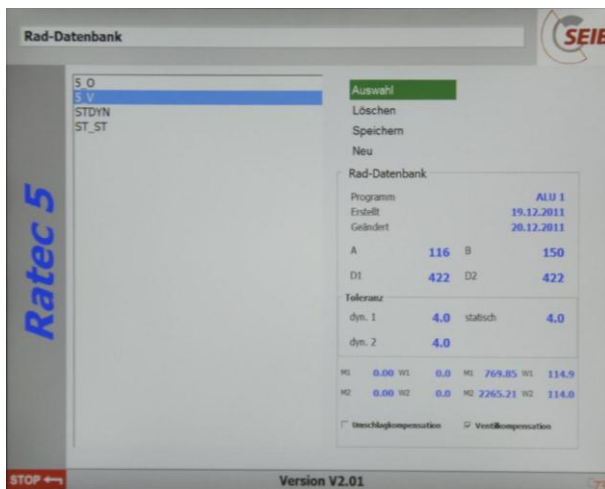 Rad-Datenbank
SEIB
5_O
5_V
STDYN
ST_ST
Auswahl
Löschen
Speichern
Neu
Rad-Datenbank
Programm ALU 1
Erstellt 19.12.2011
Geändert 20.12.2011
A 116 B 150
D1 422 D2 422
Toleranz
dyn. 1 4.0 statisch 4.0
dyn. 2 4.0
M1 0.00 W1 0.0 M1 769.85 W1 114.9
M2 0.00 W2 0.0 M2 2265.21 W2 114.0
Umschlagkompensation Ventilkompensation
Ratec 5
STOP
Version V2.01